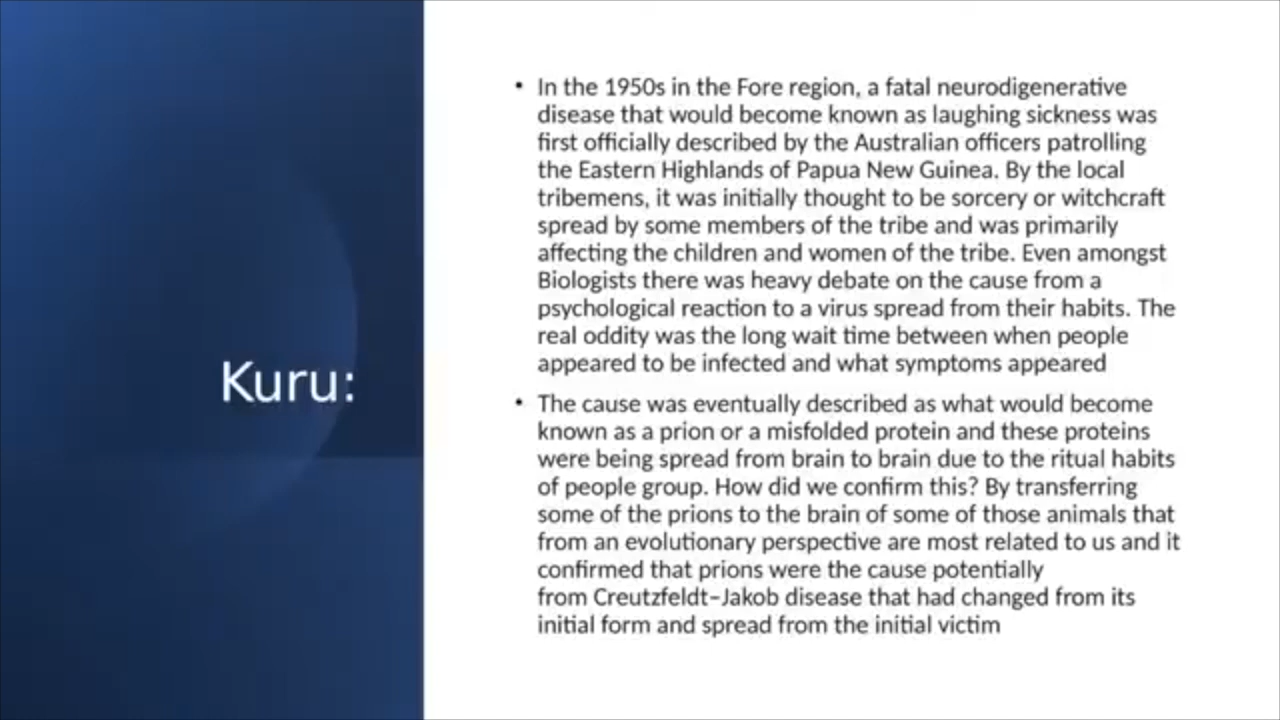 Kuru:
• In the 1950s in the Fore region, a fatal neurodigenerative
disease that would become known as laughing sickness was
first officially described by the Australian officers patrolling
the Eastern Highlands of Papua New Guinea. By the local
tribemens, it was initially thought to be sorcery or witchcraft
spread by some members of the tribe and was primarily
affecting the children and women of the tribe. Even amongst
Biologists there was heavy debate on the cause from a
psychological reaction to a virus spread from their habits. The
real oddity was the long wait time between when people
appeared to be infected and what symptoms appeared
• The cause was eventually described as what would become
known as a prion or a misfolded protein and these proteins
were being spread from brain to brain due to the ritual habits
of people group. How did we confirm this? By transferring
some of the prions to the brain of some of those animals that
from an evolutionary perspective are most related to us and it
confirmed that prions were the cause potentially
from Creutzfeldt–Jakob disease that had changed from its
initial form and spread from the initial victim